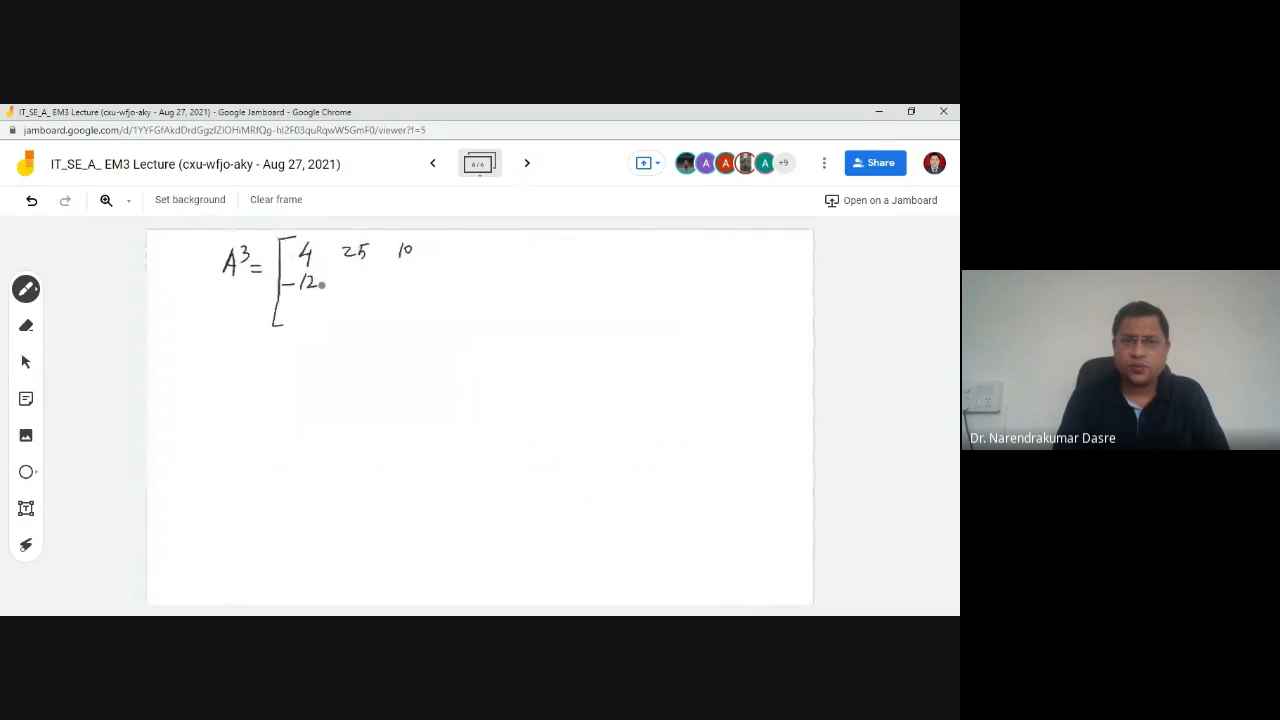 IT_SE_A_ EM3 Lecture (cxu-wfjo-aky - Aug 27, 2021) - Google Jamboard - Google Chrome
jamboard.google.com/d/1YYFGfAkdDrdGgzlZlOHiMRfQg-hl2F03quRqwW5GmF0/viewer?f=5
IT_SE_A_ EM3 Lecture (cxu-wfjo-aky - Aug 27, 2021)
6/6
A A A +9
Share
Set background Clear frame
Open on a Jamboard
A³ = [ 4 25 10
-12
Dr. Narendrakumar Dasre